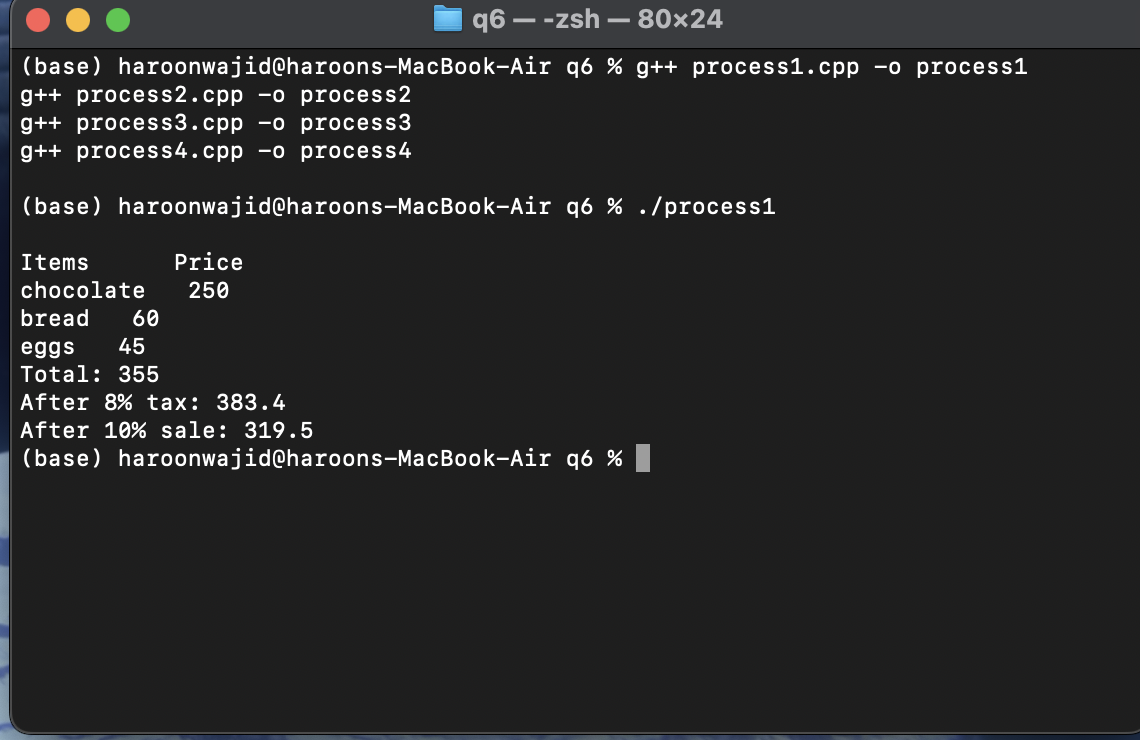 q6 — -zsh — 80×24
(base) haroonwajid@haroons-MacBook-Air q6 % g++ process1.cpp -o process1
g++ process2.cpp -o process2
g++ process3.cpp -o process3
g++ process4.cpp -o process4
(base) haroonwajid@haroons-MacBook-Air q6 % ./process1
Items      Price
chocolate   250
bread   60
eggs   45
Total: 355
After 8% tax: 383.4
After 10% sale: 319.5
(base) haroonwajid@haroons-MacBook-Air q6 %